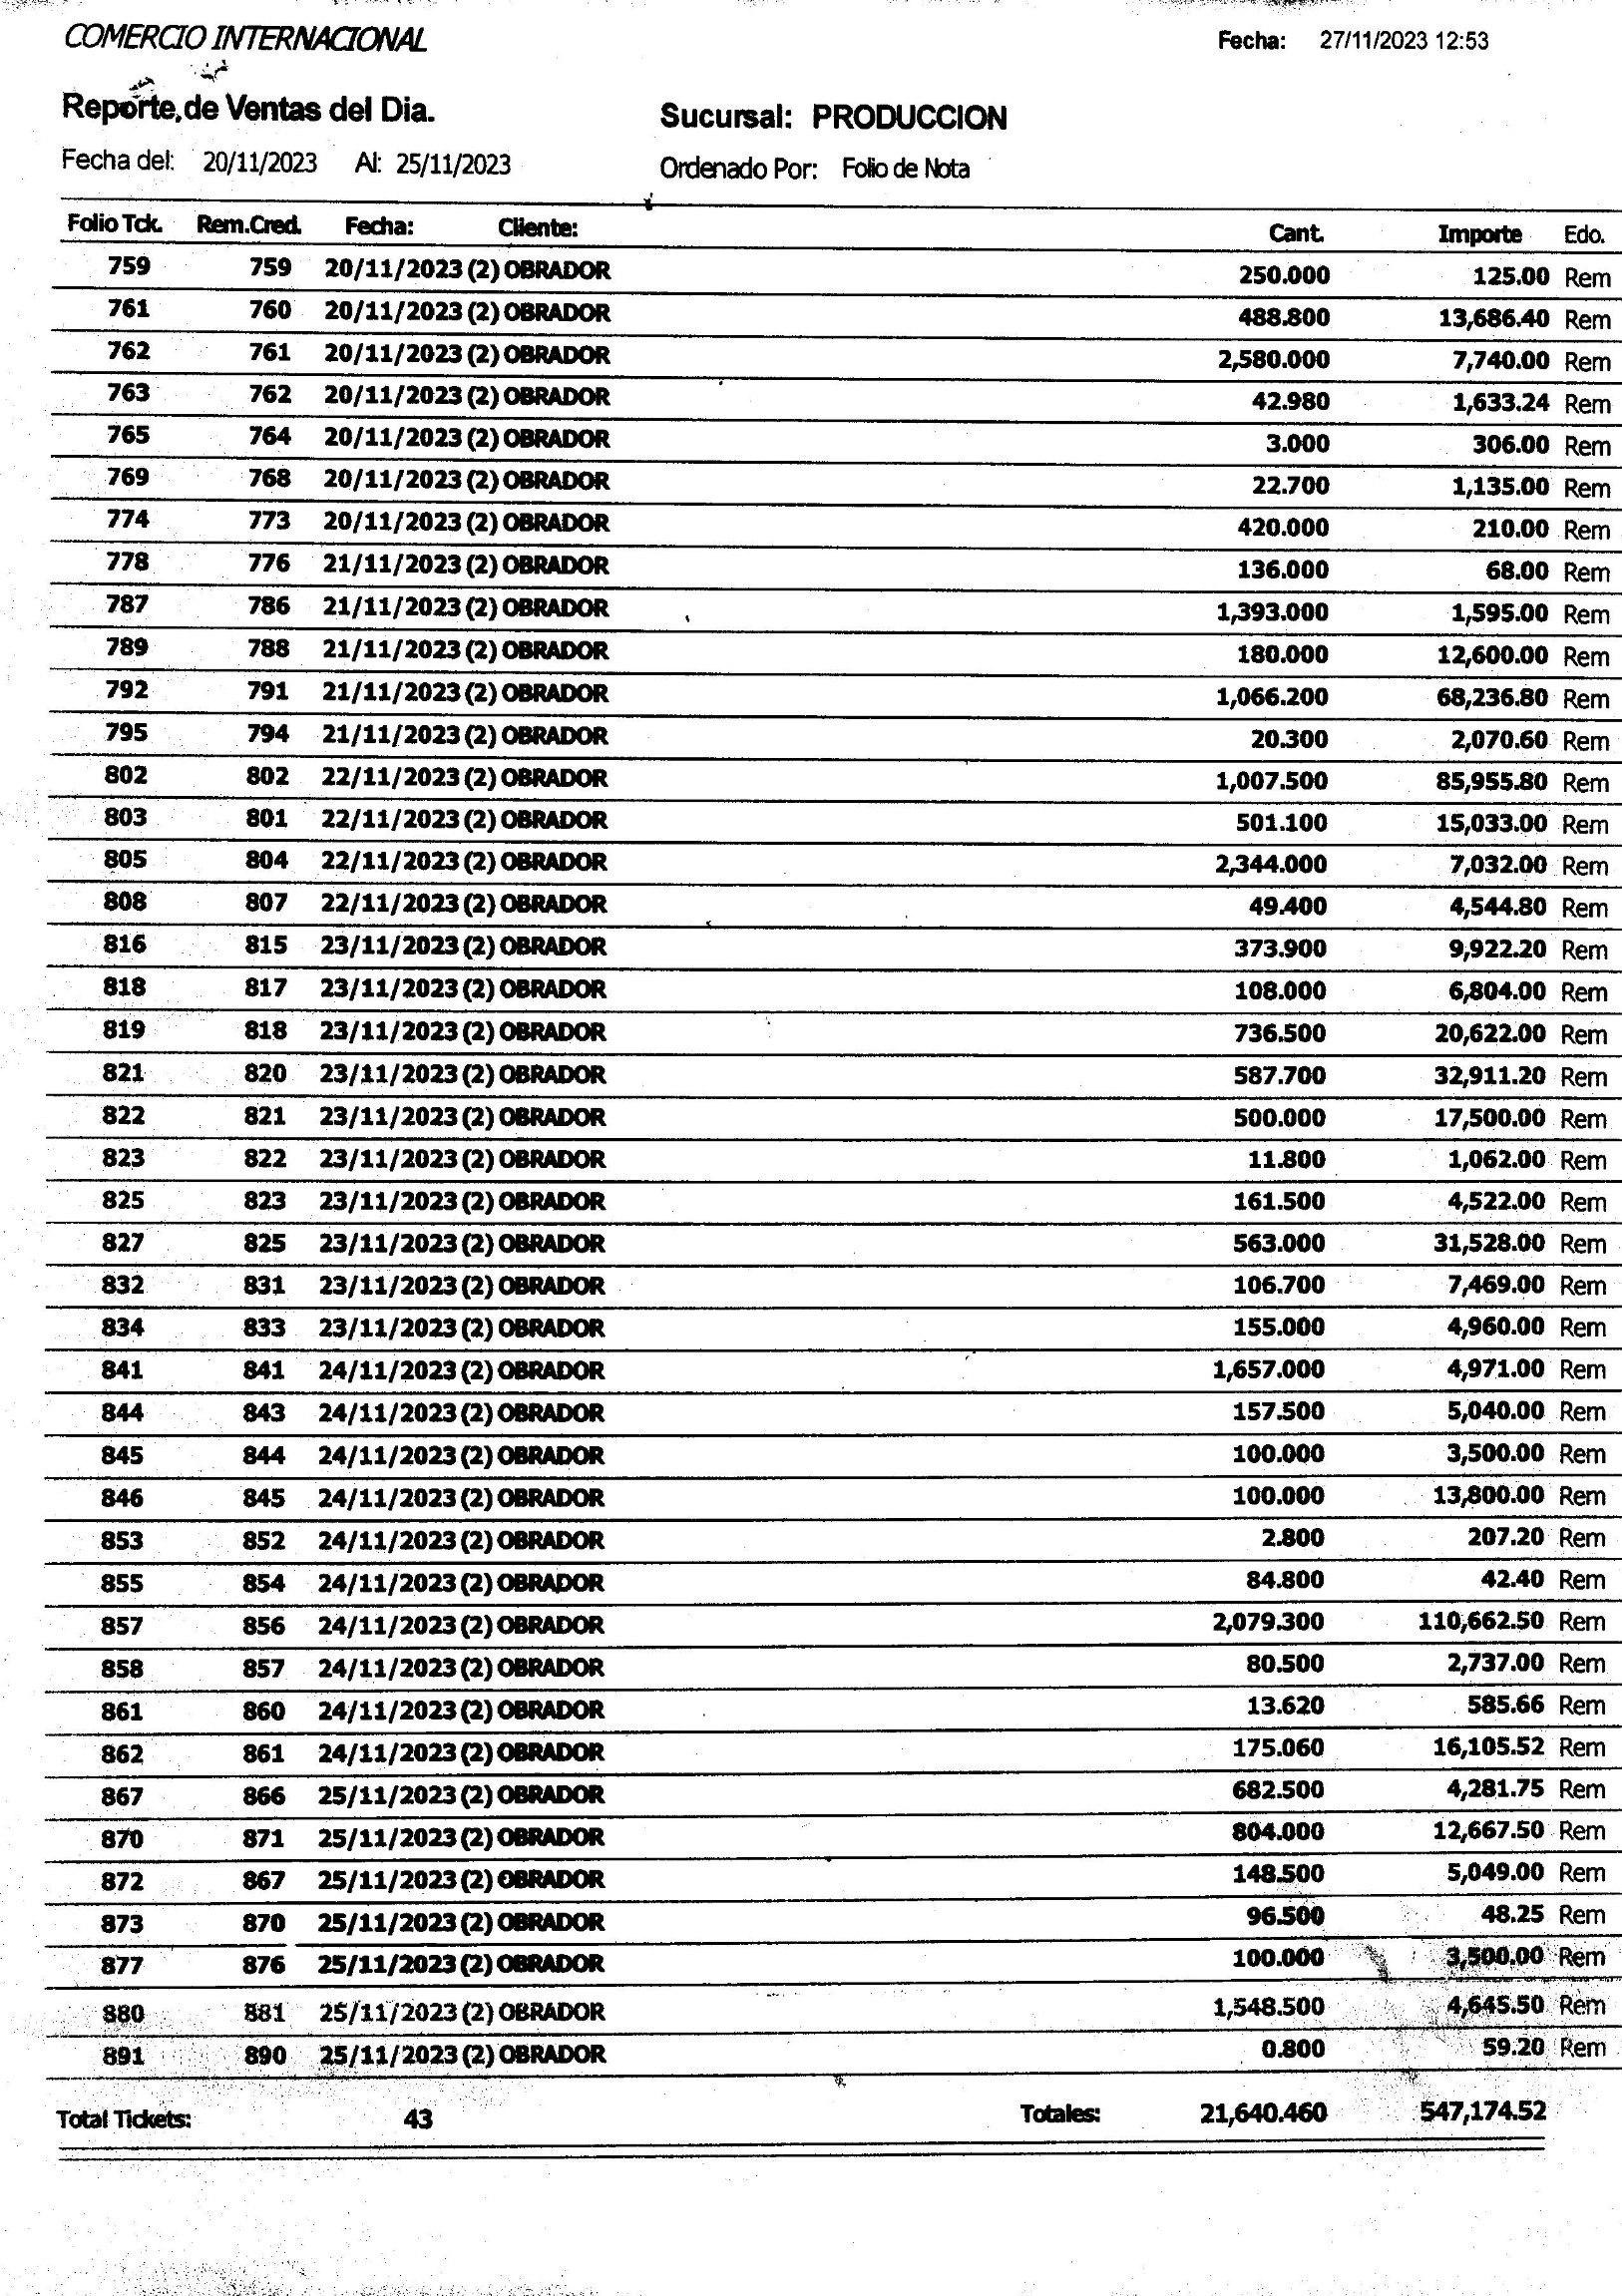 COMERCIO INTERNACIONAL Fecha: 27/11/2023 12:53
Reporte de Ventas del Dia. Sucursal: PRODUCCION
Fecha del: 20/11/2023 Al: 25/11/2023 Ordenado Por: Folio de Nota
Folio Tck. Rem.Cred. Fecha: Cliente: Cant. Importe Edo.
759 759 20/11/2023 (2) OBRADOR 250.000 125.00 Rem
761 760 20/11/2023 (2) OBRADOR 488.800 13,686.40 Rem
762 761 20/11/2023 (2) OBRADOR 2,580.000 7,740.00 Rem
763 762 20/11/2023 (2) OBRADOR 42.980 1,633.24 Rem
765 764 20/11/2023 (2) OBRADOR 3.000 306.00 Rem
769 768 20/11/2023 (2) OBRADOR 22.700 1,135.00 Rem
774 773 20/11/2023 (2) OBRADOR 420.000 210.00 Rem
778 776 21/11/2023 (2) OBRADOR 136.000 68.00 Rem
787 786 21/11/2023 (2) OBRADOR 1,393.000 1,595.00 Rem
789 788 21/11/2023 (2) OBRADOR 180.000 12,600.00 Rem
792 791 21/11/2023 (2) OBRADOR 1,066.200 68,236.80 Rem
795 794 21/11/2023 (2) OBRADOR 20.300 2,070.60 Rem
802 802 22/11/2023 (2) OBRADOR 1,007.500 85,955.80 Rem
803 801 22/11/2023 (2) OBRADOR 501.100 15,033.00 Rem
805 804 22/11/2023 (2) OBRADOR 2,344.000 7,032.00 Rem
808 807 22/11/2023 (2) OBRADOR 49.400 4,544.80 Rem
816 815 23/11/2023 (2) OBRADOR 373.900 9,922.20 Rem
818 817 23/11/2023 (2) OBRADOR 108.000 6,804.00 Rem
819 818 23/11/2023 (2) OBRADOR 736.500 20,622.00 Rem
821 820 23/11/2023 (2) OBRADOR 587.700 32,911.20 Rem
822 821 23/11/2023 (2) OBRADOR 500.000 17,500.00 Rem
823 822 23/11/2023 (2) OBRADOR 11.800 1,062.00 Rem
825 823 23/11/2023 (2) OBRADOR 161.500 4,522.00 Rem
827 825 23/11/2023 (2) OBRADOR 563.000 31,528.00 Rem
832 831 23/11/2023 (2) OBRADOR 106.700 7,469.00 Rem
834 833 23/11/2023 (2) OBRADOR 155.000 4,960.00 Rem
841 841 24/11/2023 (2) OBRADOR 1,657.000 4,971.00 Rem
844 843 24/11/2023 (2) OBRADOR 157.500 5,040.00 Rem
845 844 24/11/2023 (2) OBRADOR 100.000 3,500.00 Rem
846 845 24/11/2023 (2) OBRADOR 100.000 13,800.00 Rem
853 852 24/11/2023 (2) OBRADOR 2.800 207.20 Rem
855 854 24/11/2023 (2) OBRADOR 84.800 42.40 Rem
857 856 24/11/2023 (2) OBRADOR 2,079.300 110,662.50 Rem
858 857 24/11/2023 (2) OBRADOR 80.500 2,737.00 Rem
861 860 24/11/2023 (2) OBRADOR 13.620 585.66 Rem
862 861 24/11/2023 (2) OBRADOR 175.060 16,105.52 Rem
867 866 25/11/2023 (2) OBRADOR 682.500 4,281.75 Rem
870 871 25/11/2023 (2) OBRADOR 804.000 12,667.50 Rem
872 867 25/11/2023 (2) OBRADOR 148.500 5,049.00 Rem
873 870 25/11/2023 (2) OBRADOR 96.500 48.25 Rem
877 876 25/11/2023 (2) OBRADOR 100.000 3,500.00 Rem
880 881 25/11/2023 (2) OBRADOR 1,548.500 4,645.50 Rem
891 890 25/11/2023 (2) OBRADOR 0.800 59.20 Rem
Total Tickets: 43 Totales: 21,640.460 547,174.52